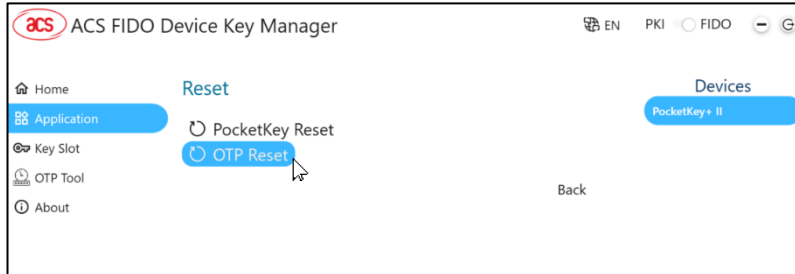 acs ACS FIDO Device Key Manager EN PKI FIDO
Home
Application
Key Slot
OTP Tool
About
Reset
PocketKey Reset
OTP Reset
Back
Devices
PocketKey+ II